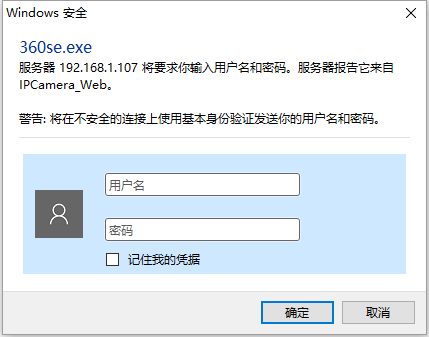 Windows 安全
360se.exe
服务器 192.168.1.107 将要求你输入用户名和密码。服务器报告它来自
IPCamera_Web。
警告: 将在不安全的连接上使用基本身份验证发送你的用户名和密码。
用户名
密码
记住我的凭据
确定
取消